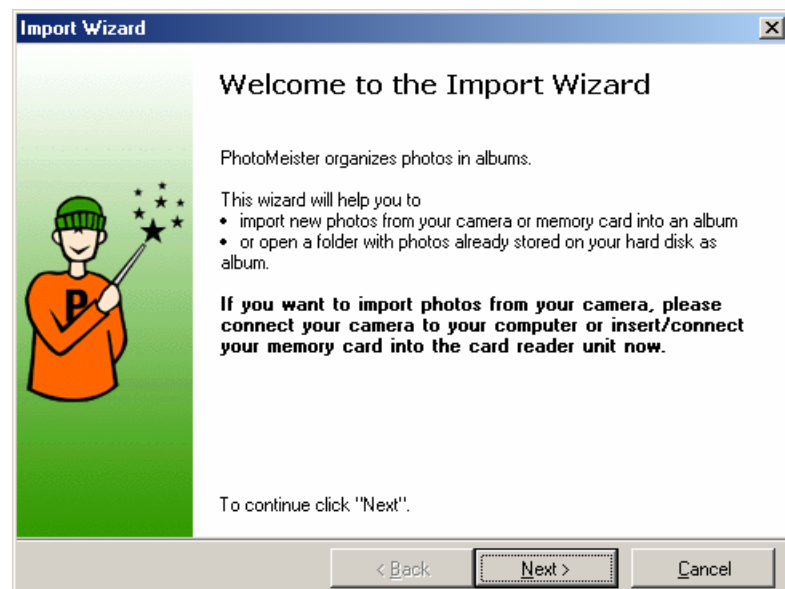 Import Wizard
Welcome to the Import Wizard
PhotoMeister organizes photos in albums.
This wizard will help you to
• import new photos from your camera or memory card into an album
• or open a folder with photos already stored on your hard disk as
album.
If you want to import photos from your camera, please
connect your camera to your computer or insert/connect
your memory card into the card reader unit now.
P
To continue click "Next".
< Back
Next >
Cancel